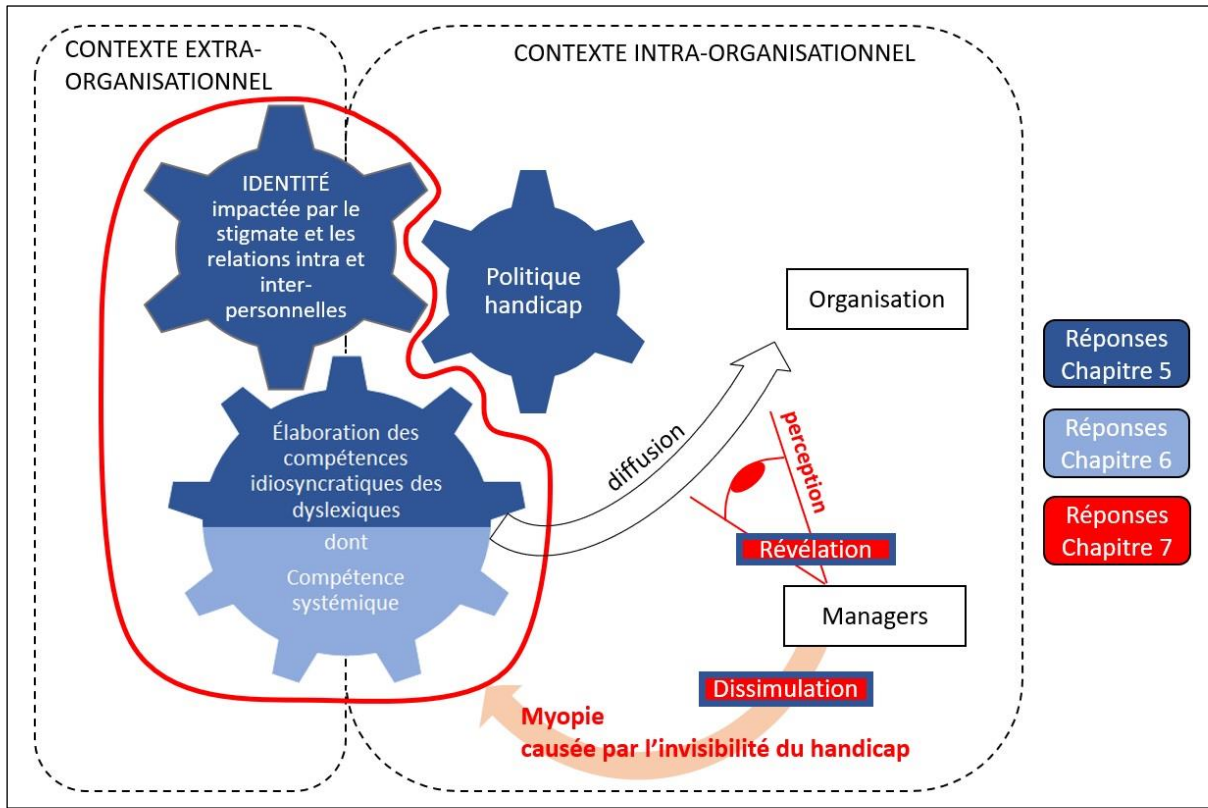 CONTEXTE EXTRA-
ORGANISATIONNEL
CONTEXTE INTRA-ORGANISATIONNEL
IDENTITÉ
impactée par le
stigmate et les
relations intra et
inter-
personnelles
Politique
handicap
Élaboration des
compétences
idiosyncratiques des
dyslexiques
dont
Compétence
systémique
diffusion
Organisation
perception
Révélation
Managers
Dissimulation
Myopie
causée par l'invisibilité du handicap
Réponses
Chapitre 5
Réponses
Chapitre 6
Réponses
Chapitre 7